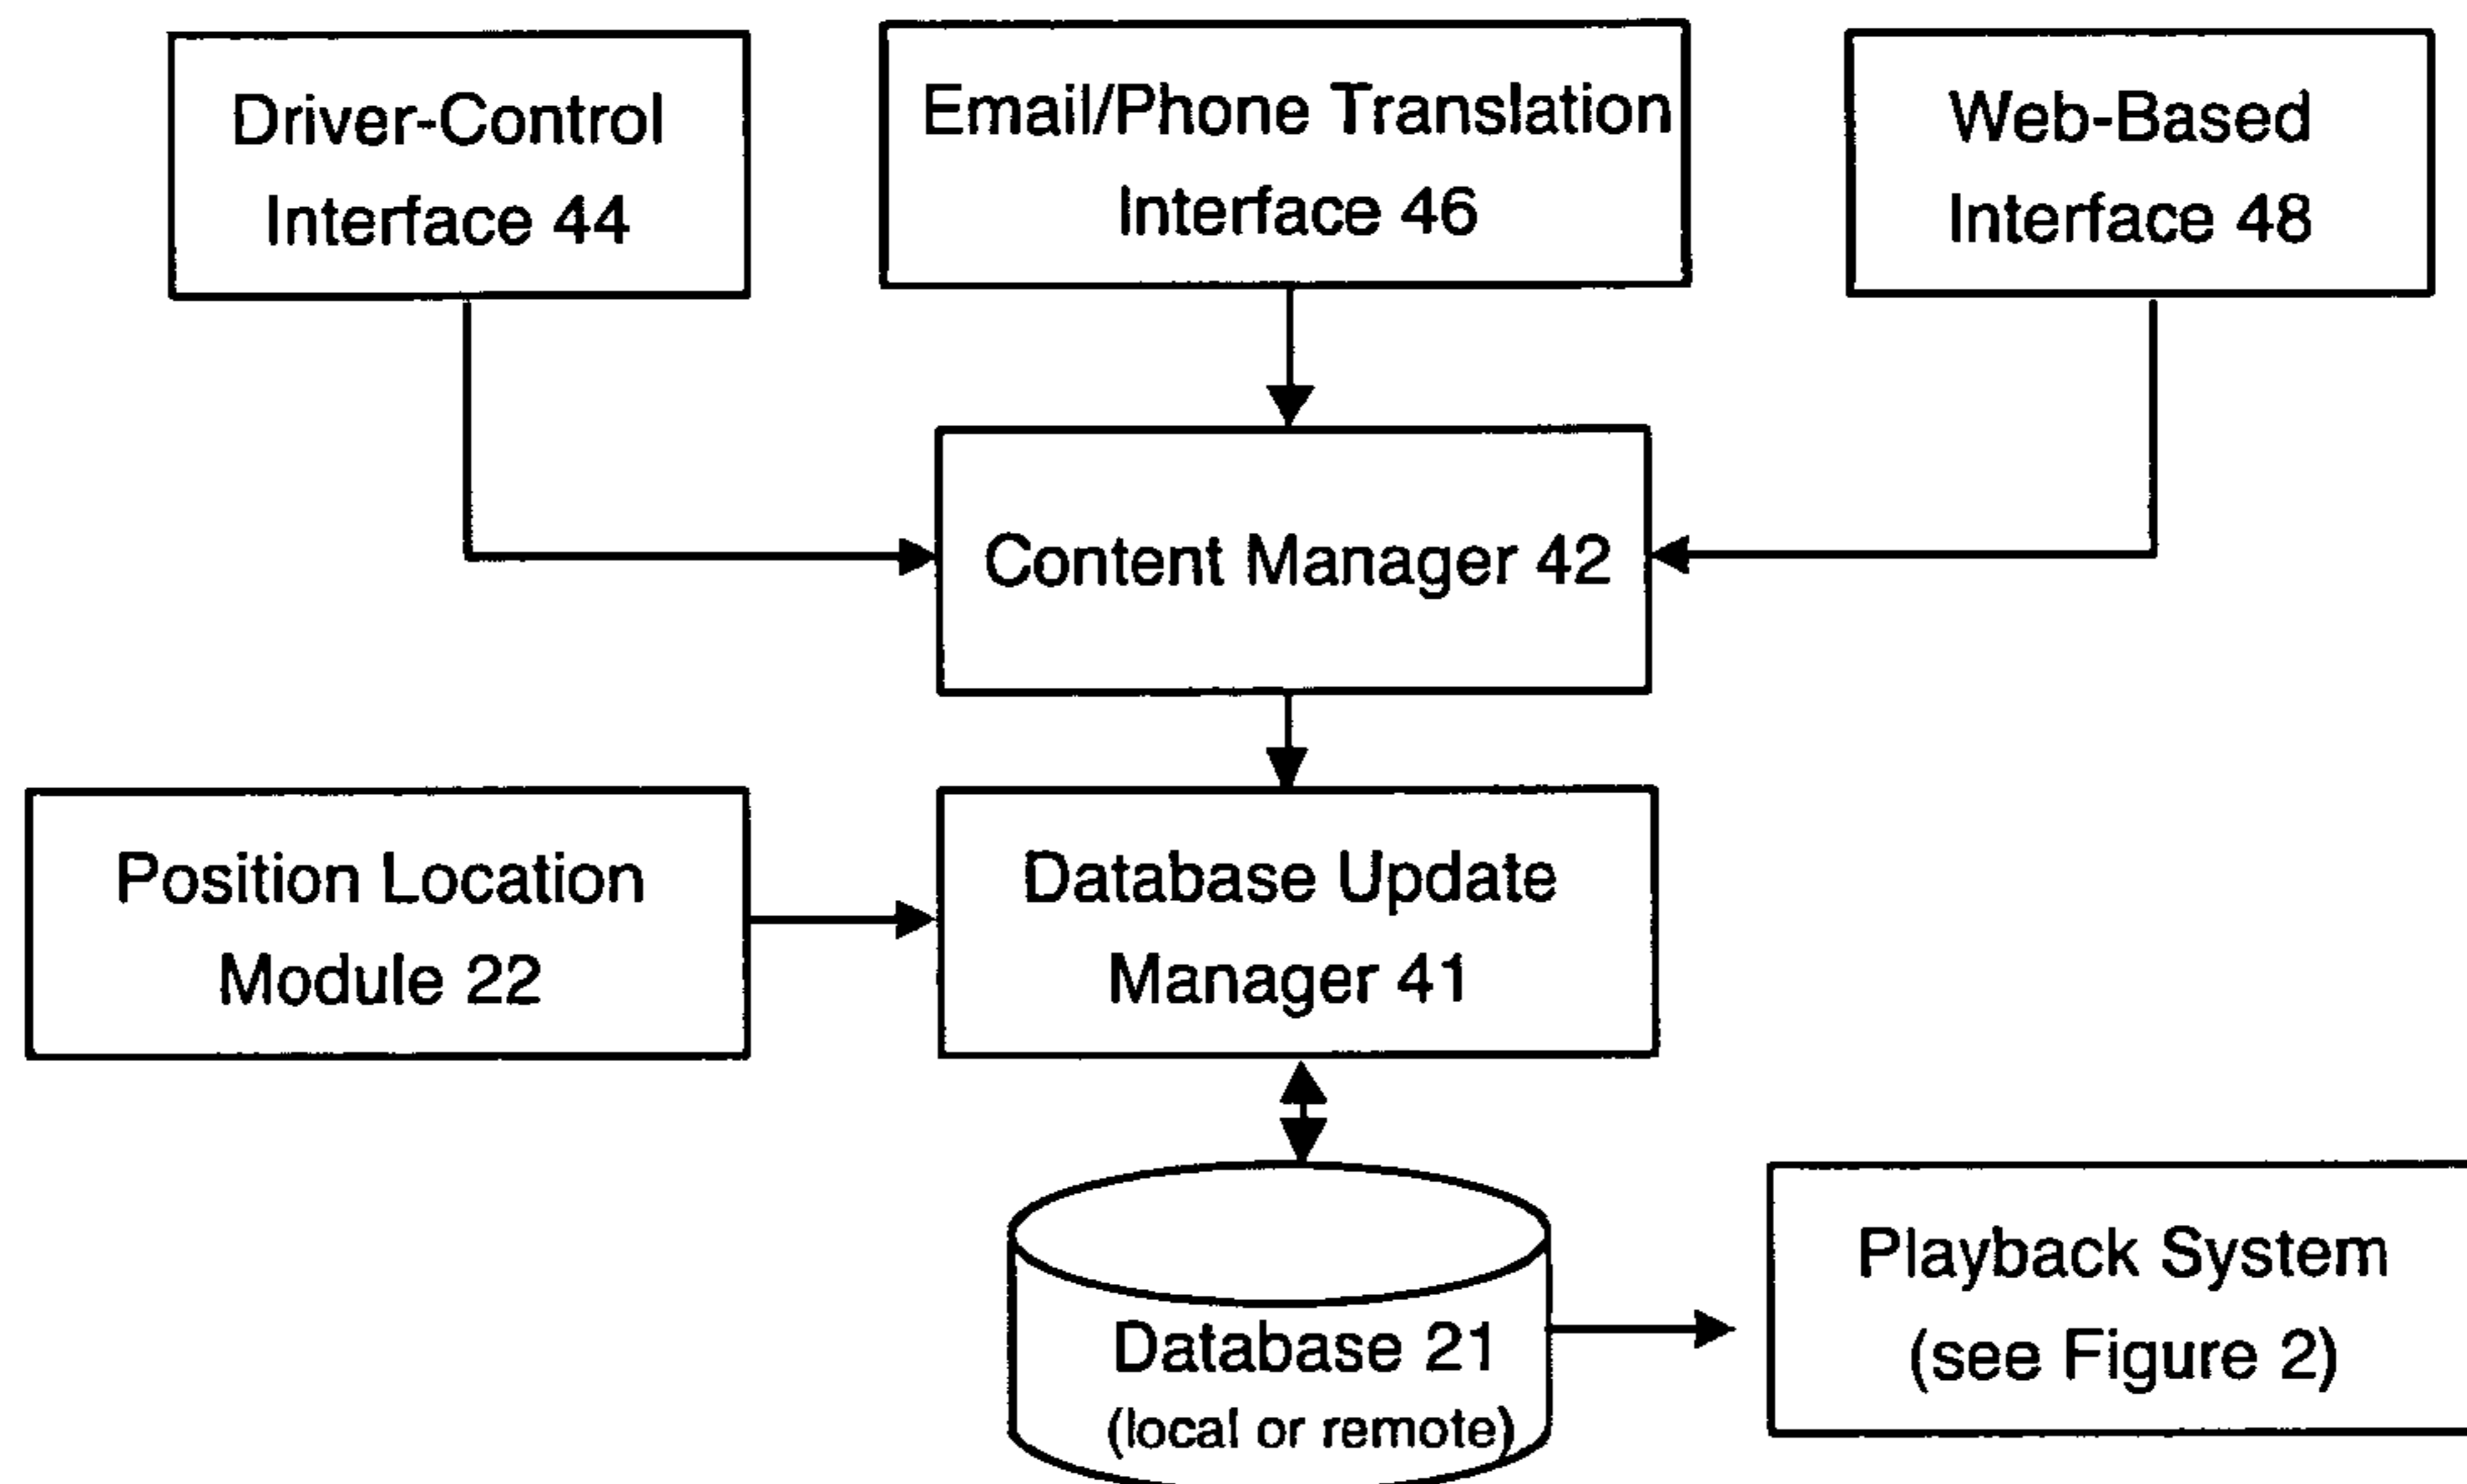 Driver-Control
Interface 44
Email/Phone Translation
Interface 46
Web-Based
Interface 48
Content Manager 42
Position Location
Module 22
Database Update
Manager 41
Database 21
(local or remote)
Playback System
(see Figure 2)